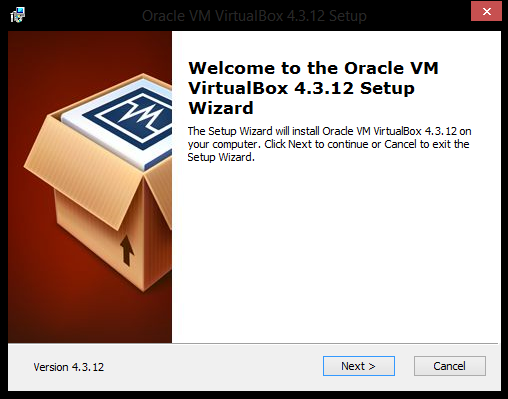 Oracle VM VirtualBox 4.3.12 Setup
Welcome to the Oracle VM
VirtualBox 4.3.12 Setup
Wizard
The Setup Wizard will install Oracle VM VirtualBox 4.3.12 on
your computer. Click Next to continue or Cancel to exit the
Setup Wizard.
Version 4.3.12
Next >
Cancel